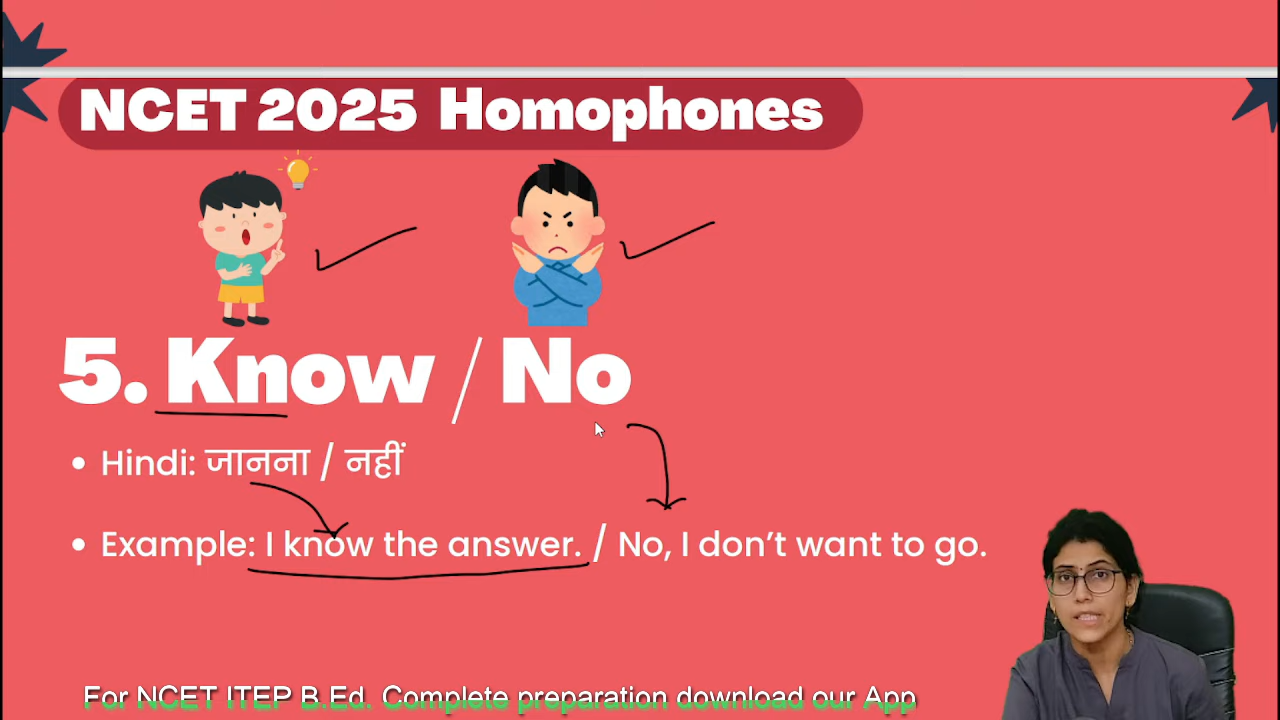 NCET 2025 Homophones
5. Know / No
• Hindi: जानना / नहीं
• Example: I know the answer. / No, I don’t want to go.
For NCET ITEP B.Ed. Complete preparation download our App